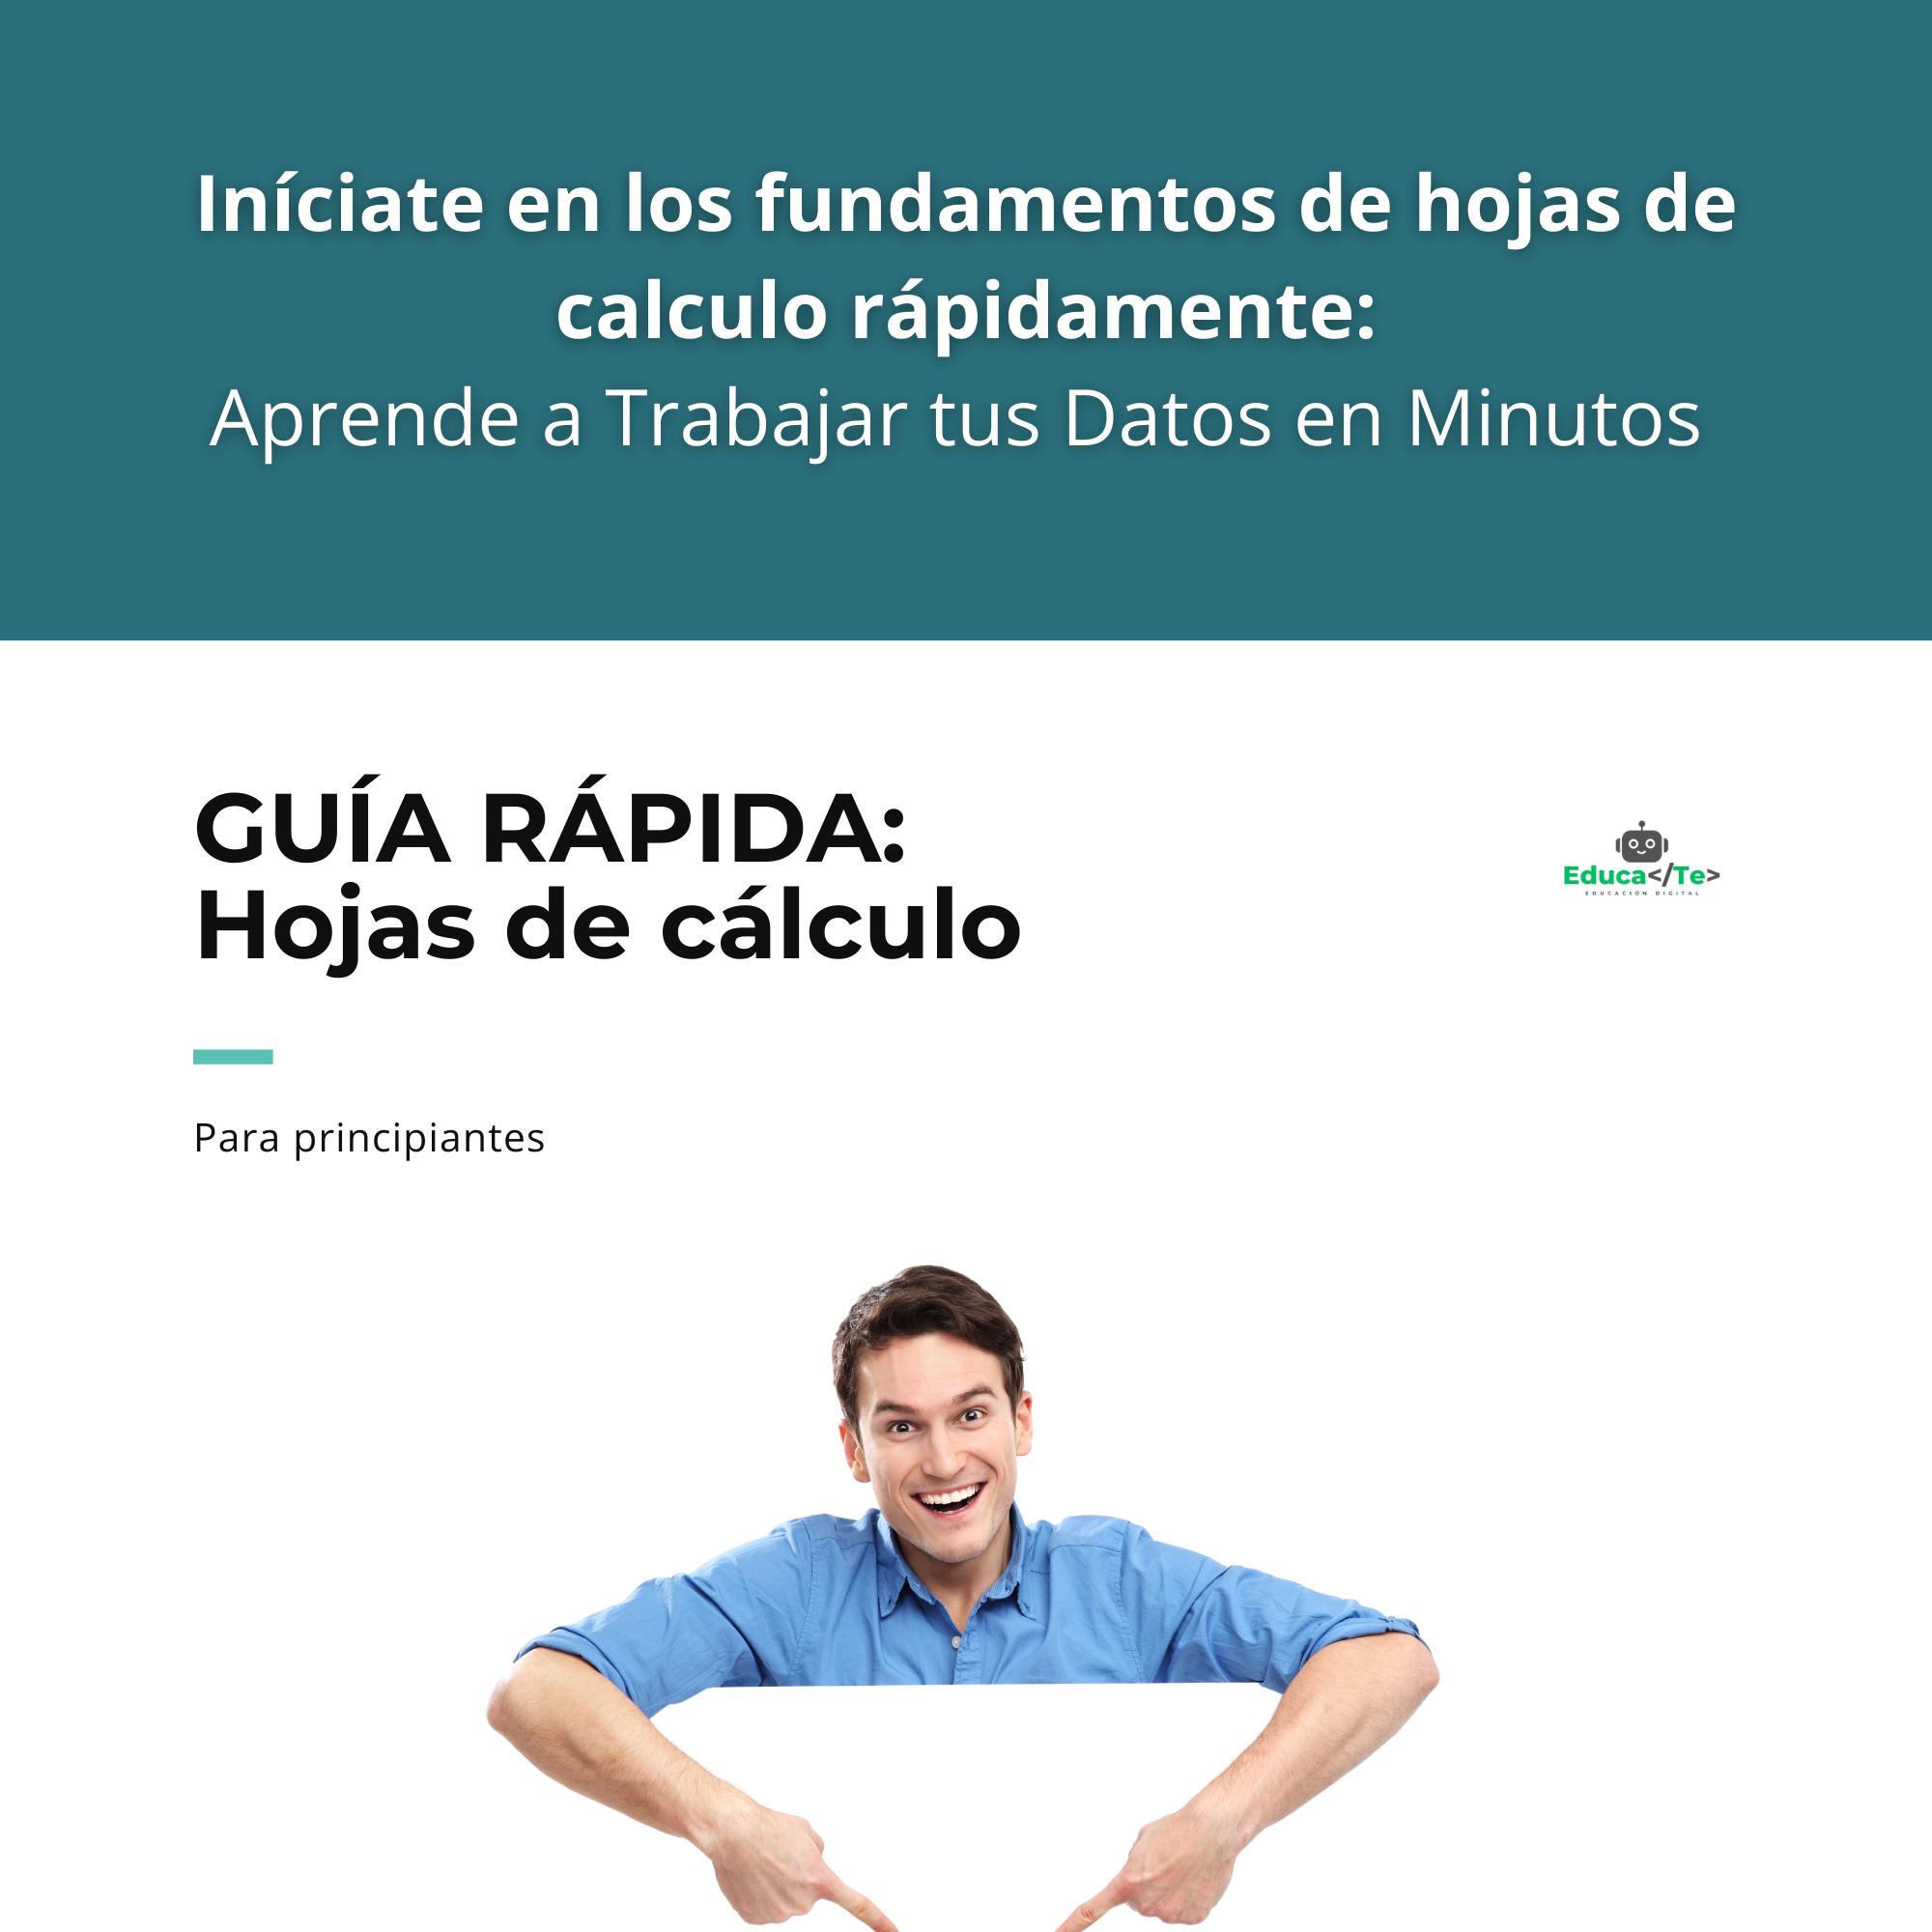 Iníciate en los fundamentos de hojas de
calculo rápidamente:
Aprende a Trabajar tus Datos en Minutos
GUÍA RÁPIDA:
Hojas de cálculo
Educa</Te>
EDUCACIÓN DIGITAL
Para principiantes